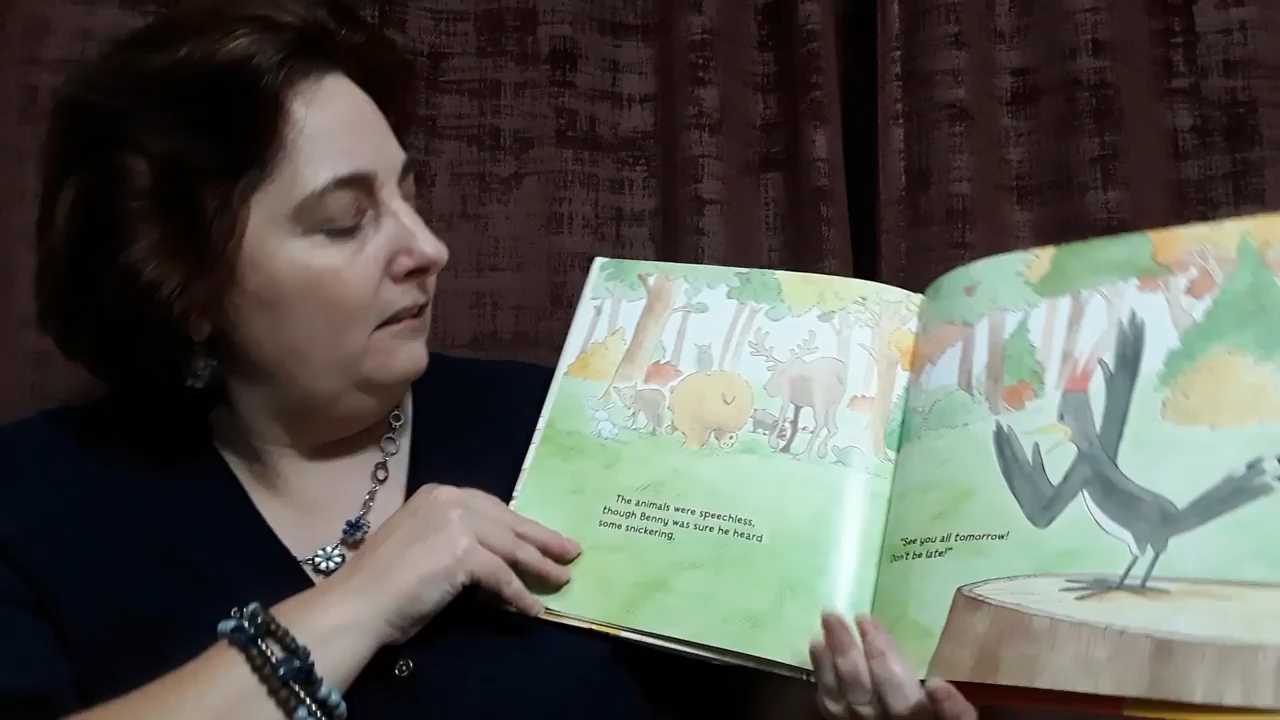 The animals were speechless,
though Benny was sure he heard
some snickering.
"See you all tomorrow!
Don't be late!"